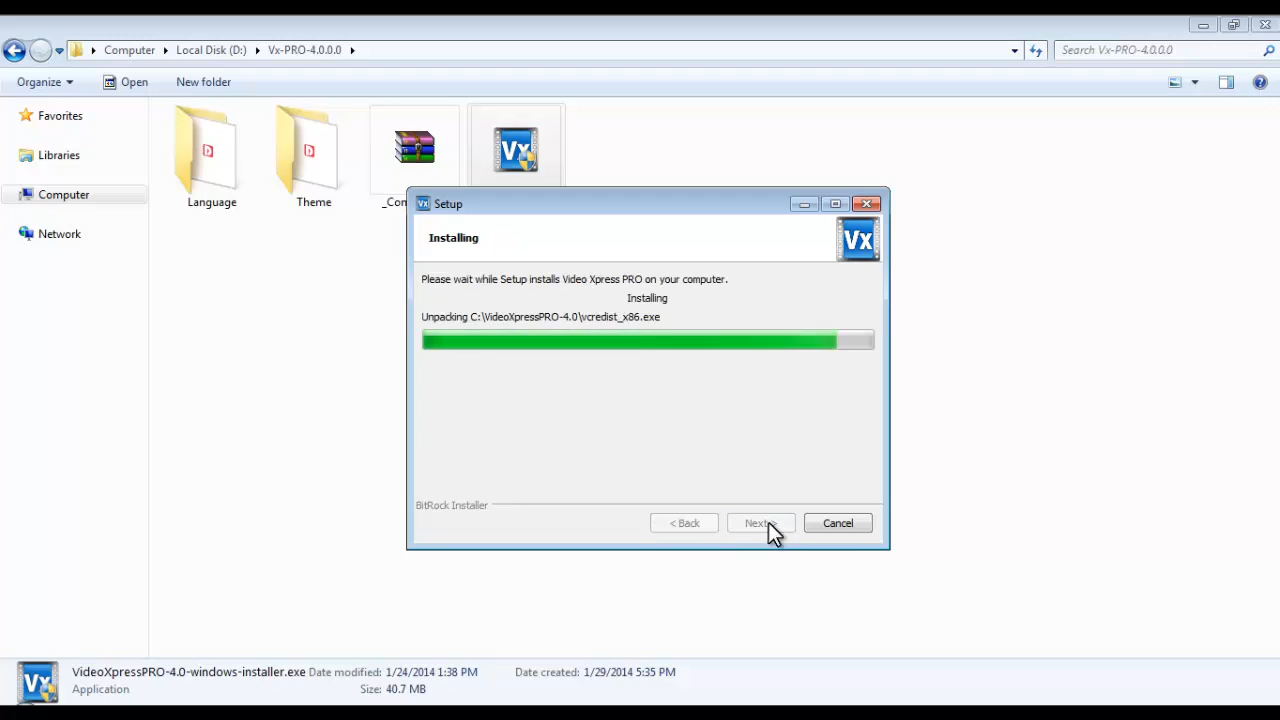 Computer
Local Disk (D:)
Vx-PRO-4.0.0.0
Search Vx-PRO-4.0.0.0
Organize
Open
New folder
Favorites
Libraries
Computer
Network
Language
Theme
_Con
Vx
Vx Setup
Installing
Vx
Please wait while Setup installs Video Xpress PRO on your computer.
Installing
Unpacking C:\VideoXpressPRO-4.0\vcredist_x86.exe
BitRock Installer
< Back
Next >
Cancel
Vx
VideoXpressPRO-4.0-windows-installer.exe Date modified: 1/24/2014 1:38 PM Date created: 1/29/2014 5:35 PM
Application Size: 40.7 MB